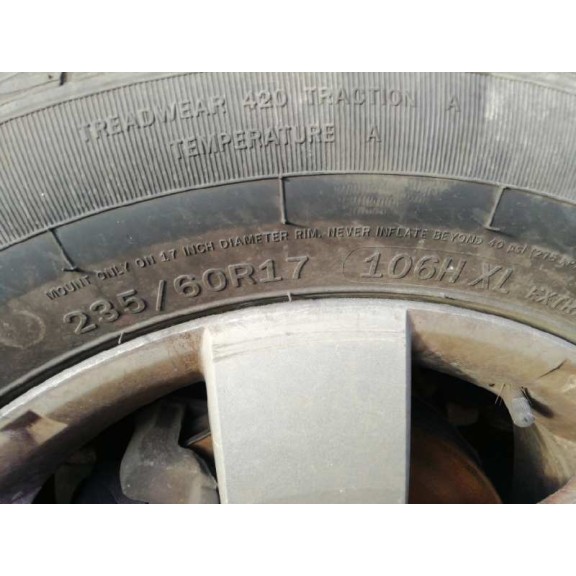 TREADWEAR 420 TRACTION A
TEMPERATURE A
MOUNT ONLY ON 17 INCH DIAMETER RIM. NEVER INFLATE BEYOND 40 PSI
235/60R17 106H XL